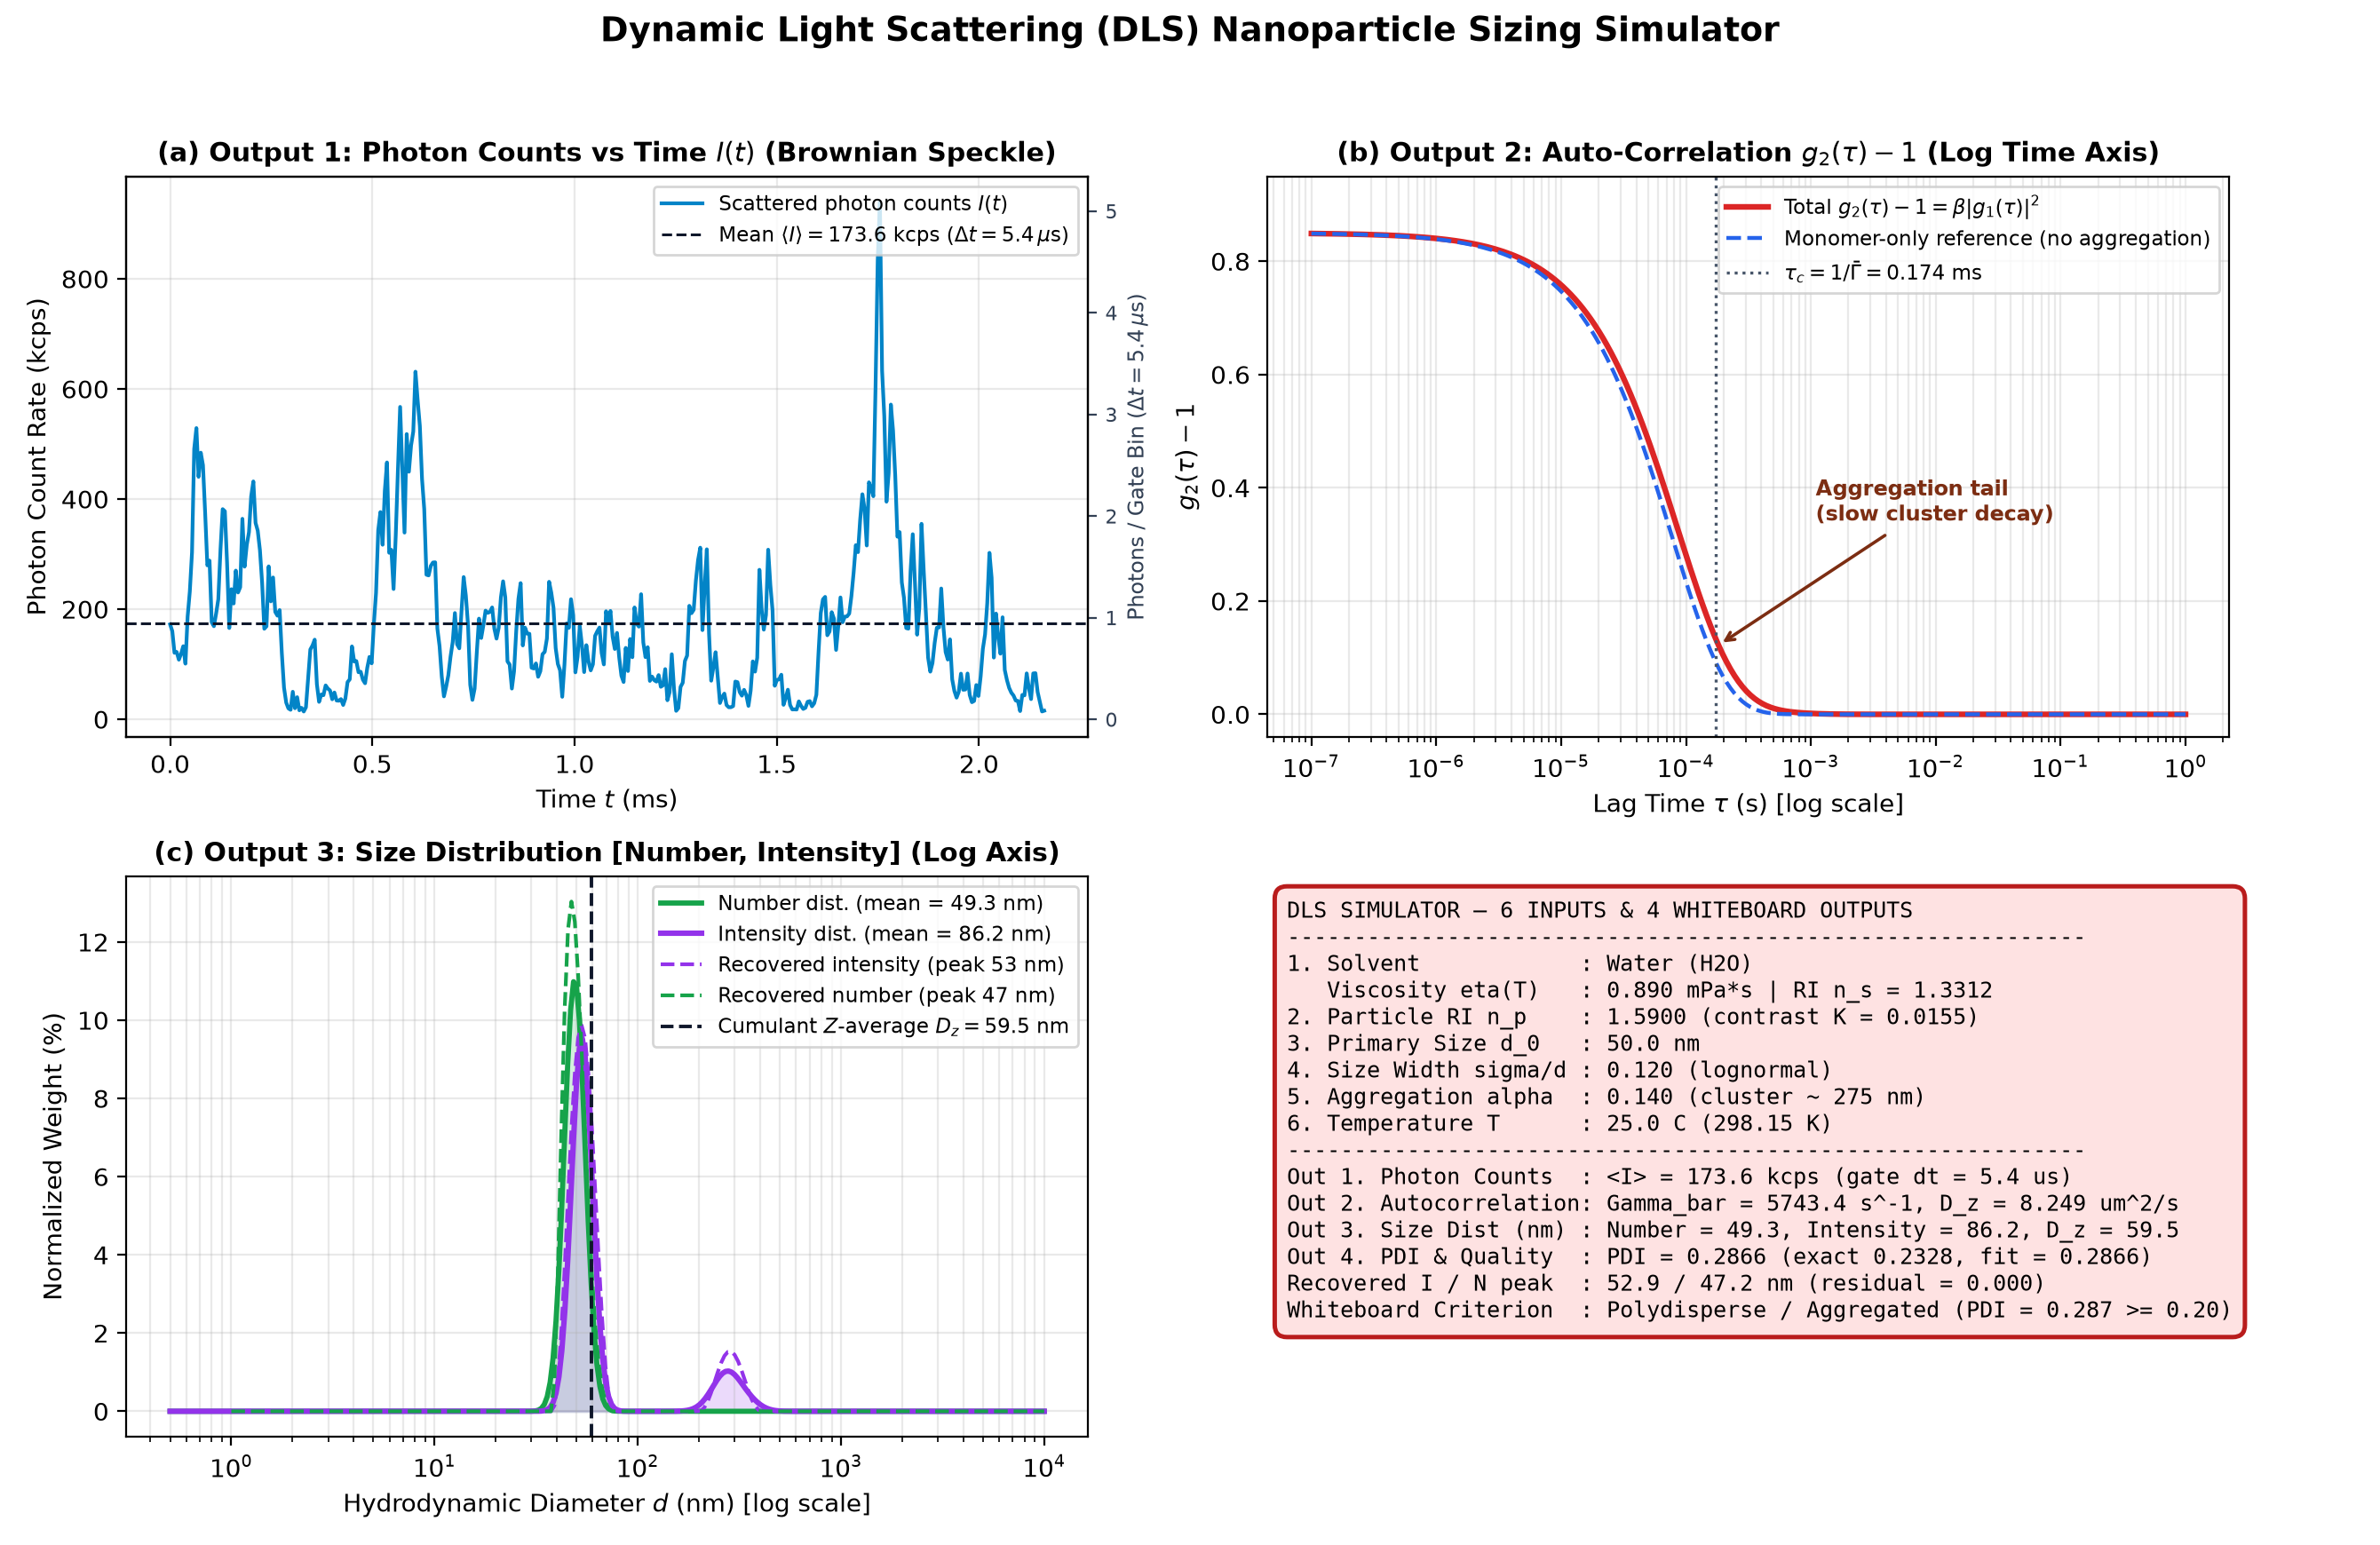 Dynamic Light Scattering (DLS) Nanoparticle Sizing Simulator
(a) Output 1: Photon Counts vs Time I(t) (Brownian Speckle)
Scattered photon counts I(t)
Mean ⟨I⟩ = 173.6 kcps (Δt = 5.4 μs)
Photon Count Rate (kcps)
800
600
400
200
0
5
4
3
2
1
0
Photons / Gate Bin (Δt = 5.4 μs)
0.0 0.5 1.0 1.5 2.0
Time t (ms)
(b) Output 2: Auto-Correlation g₂(τ) − 1 (Log Time Axis)
Total g₂(τ) − 1 = β|g₁(τ)|²
Monomer-only reference (no aggregation)
τ_c = 1/Γ̄ = 0.174 ms
g₂(τ) − 1
0.8
0.6
0.4
0.2
0.0
Aggregation tail
(slow cluster decay)
10⁻⁷ 10⁻⁶ 10⁻⁵ 10⁻⁴ 10⁻³ 10⁻² 10⁻¹ 10⁰
Lag Time τ (s) [log scale]
(c) Output 3: Size Distribution [Number, Intensity] (Log Axis)
Number dist. (mean = 49.3 nm)
Intensity dist. (mean = 86.2 nm)
Recovered intensity (peak 53 nm)
Recovered number (peak 47 nm)
Cumulant Z-average D_z = 59.5 nm
Normalized Weight (%)
12
10
8
6
4
2
0
10⁰ 10¹ 10² 10³ 10⁴
Hydrodynamic Diameter d (nm) [log scale]
DLS SIMULATOR — 6 INPUTS & 4 WHITEBOARD OUTPUTS
------------------------------------------------------------
1. Solvent : Water (H2O)
Viscosity eta(T) : 0.890 mPa*s | RI n_s = 1.3312
2. Particle RI n_p : 1.5900 (contrast K = 0.0155)
3. Primary Size d_0 : 50.0 nm
4. Size Width sigma/d : 0.120 (lognormal)
5. Aggregation alpha : 0.140 (cluster ~ 275 nm)
6. Temperature T : 25.0 C (298.15 K)
------------------------------------------------------------
Out 1. Photon Counts : <I> = 173.6 kcps (gate dt = 5.4 us)
Out 2. Autocorrelation: Gamma_bar = 5743.4 s^-1, D_z = 8.249 um^2/s
Out 3. Size Dist (nm) : Number = 49.3, Intensity = 86.2, D_z = 59.5
Out 4. PDI & Quality : PDI = 0.2866 (exact 0.2328, fit = 0.2866)
Recovered I / N peak : 52.9 / 47.2 nm (residual = 0.000)
Whiteboard Criterion : Polydisperse / Aggregated (PDI = 0.287 >= 0.20)